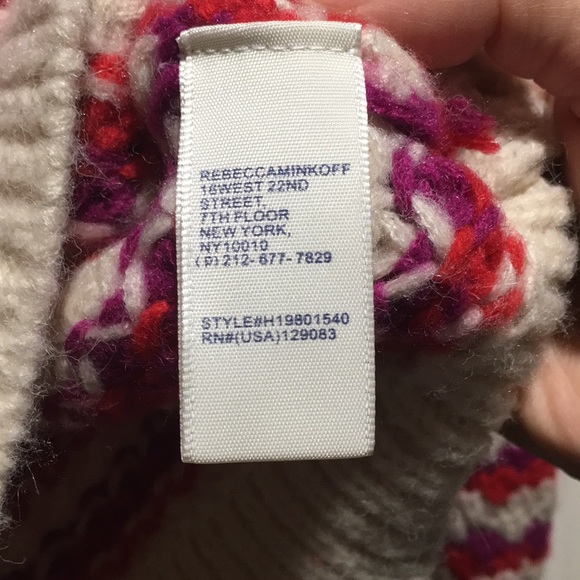 REBECCAMINKOFF
16WEST 22ND
STREET,
7TH FLOOR
NEW YORK,
NY10010
(P)212-677-7829
STYLE#H19801540
RN#(USA)129083